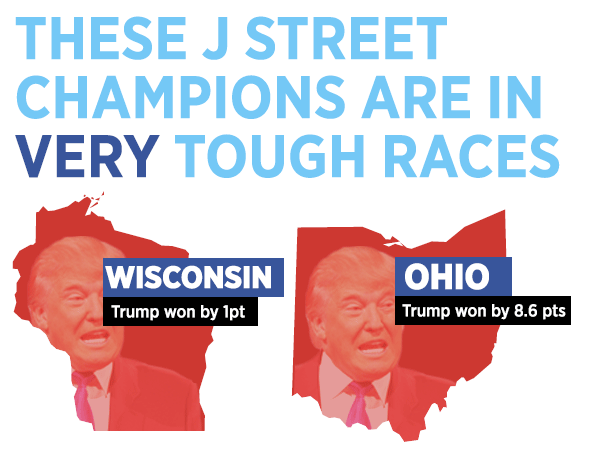 THESE J STREET
CHAMPIONS ARE IN
VERY TOUGH RACES
WISCONSIN
Trump won by 1pt
OHIO
Trump won by 8.6 pts